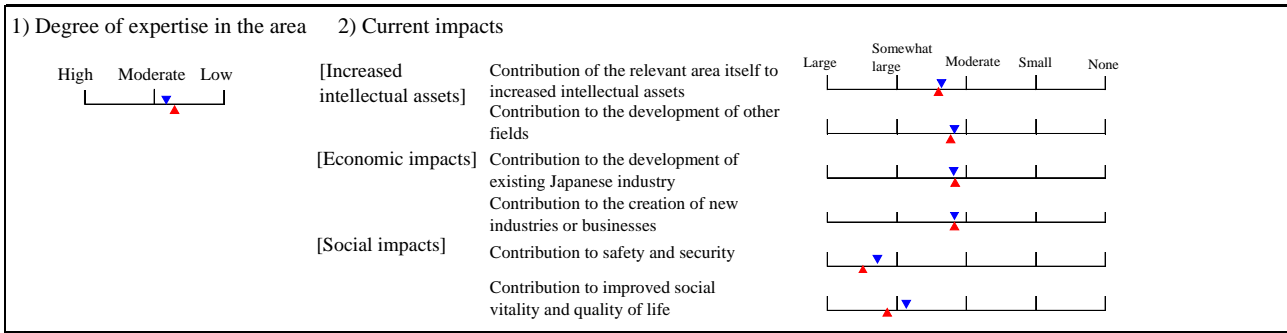 1) Degree of expertise in the area 2) Current impacts
High Moderate Low
[Increased
intellectual assets]
Contribution of the relevant area itself to
increased intellectual assets
Large Somewhat
large Moderate Small None
Contribution to the development of other
fields
[Economic impacts]
Contribution to the development of
existing Japanese industry
Contribution to the creation of new
industries or businesses
[Social impacts]
Contribution to safety and security
Contribution to improved social
vitality and quality of life